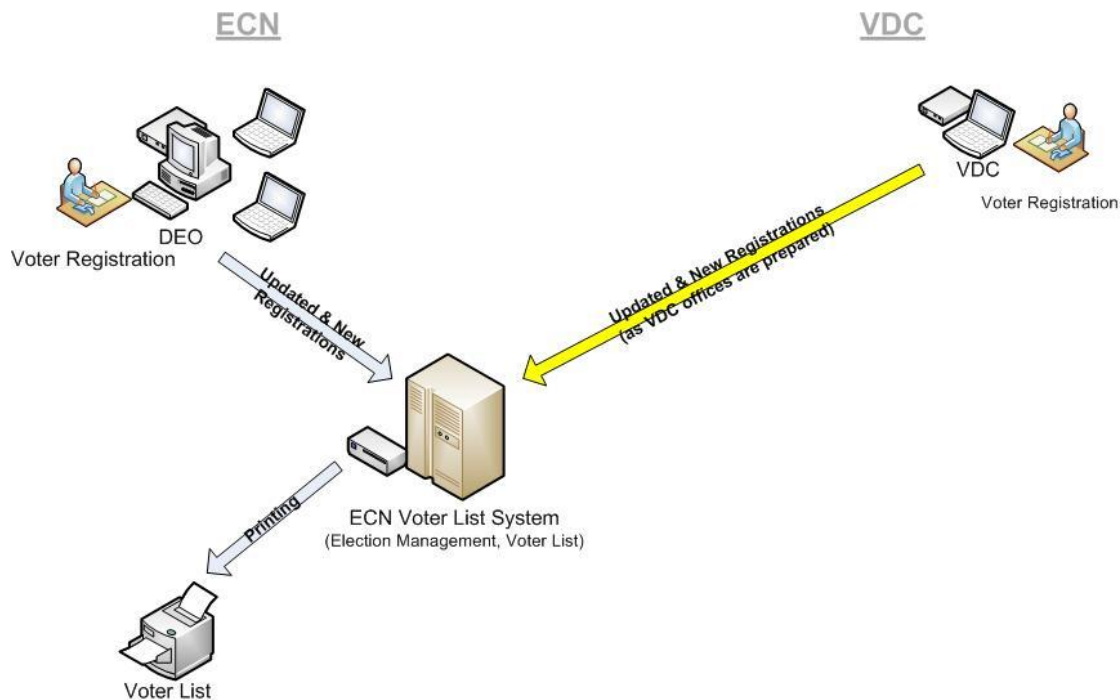 ECN
VDC
DEO
Voter Registration
VDC
Voter Registration
Updated & New
Registrations
Updated & New Registrations
(as VDC offices are prepared)
ECN Voter List System
(Election Management, Voter List)
Printing
Voter List